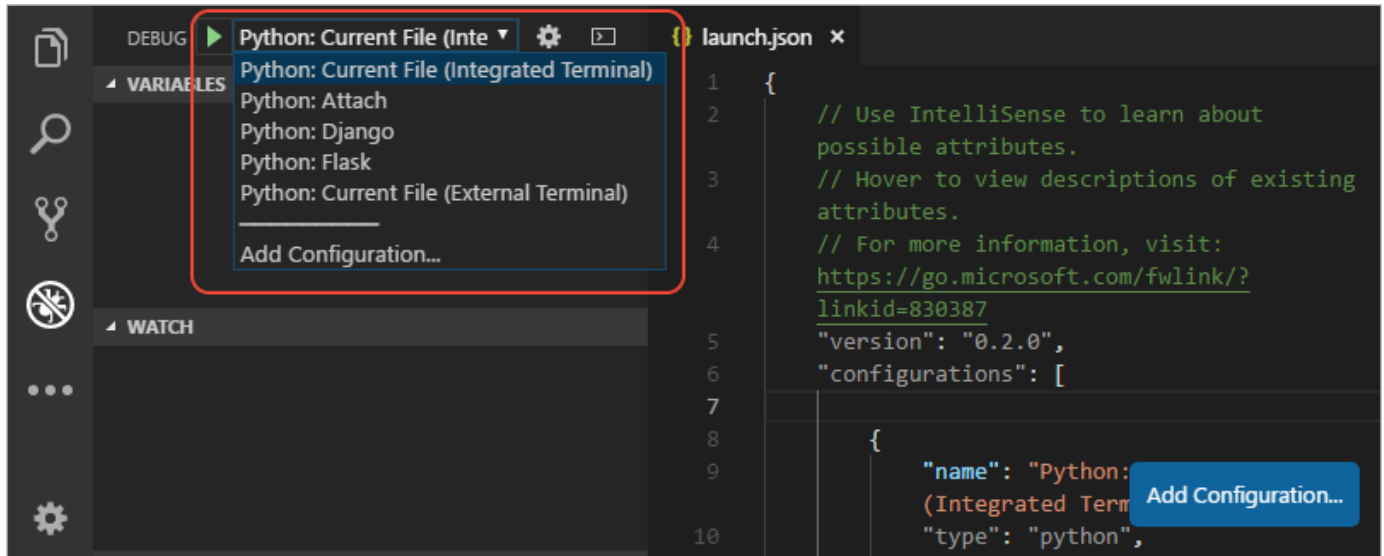 DEBUG Python: Current File (Inte
Python: Current File (Integrated Terminal)
Python: Attach
Python: Django
Python: Flask
Python: Current File (External Terminal)
Add Configuration...
VARIABLES
WATCH
{} launch.json ×
1 {
2 // Use IntelliSense to learn about
possible attributes.
3 // Hover to view descriptions of existing
attributes.
4 // For more information, visit:
https://go.microsoft.com/fwlink/?
linkid=830387
5 "version": "0.2.0",
6 "configurations": [
7
8 {
9 "name": "Python:
(Integrated Term
10 "type": "python",
Add Configuration...